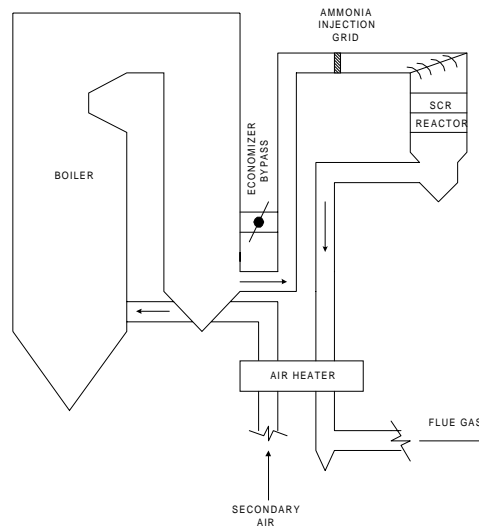 AMMONIA
INJECTION
GRID
SCR
REACTOR
ECONOMIZER
BYPASS
BOILER
AIR HEATER
FLUE GAS
SECONDARY
AIR